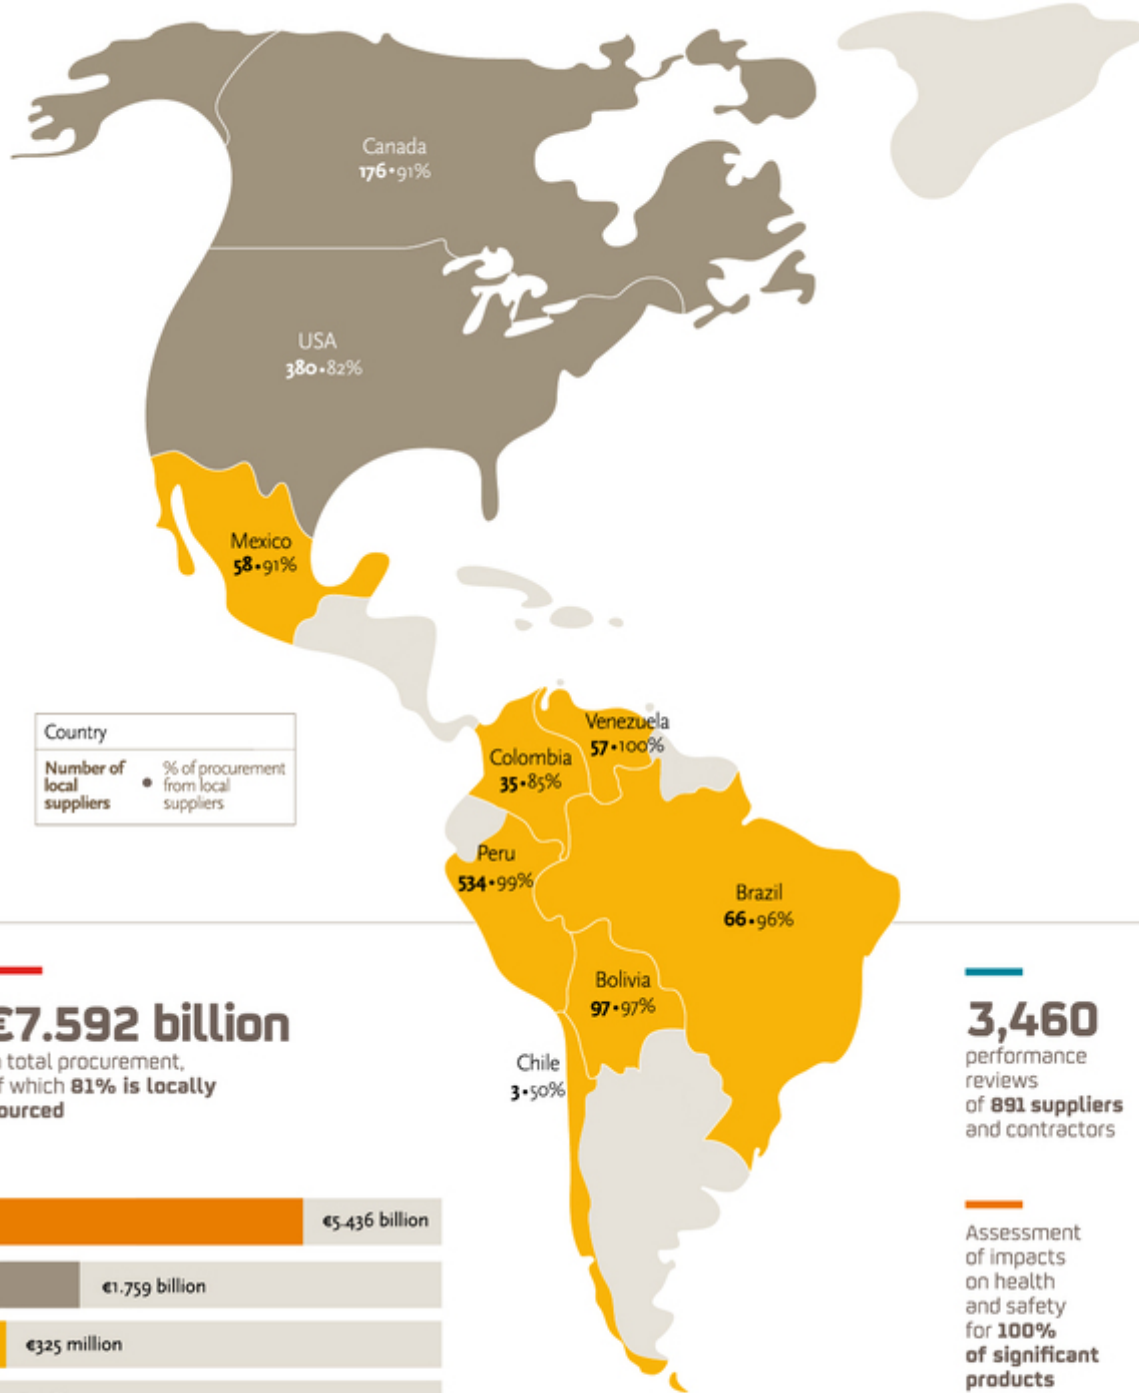 Canada
176•91%
USA
380•82%
Mexico
58•91%
Country
Number of
local
suppliers
•
% of procurement
from local
suppliers
Venezuela
57•100%
Colombia
35•85%
Peru
534•99%
Brazil
66•96%
Bolivia
97•97%
Chile
3•50%
€7.592 billion
total procurement,
which 81% is locally
ourced
€5.436 billion
€1.759 billion
€325 million
3,460
performance
reviews
of 891 suppliers
and contractors
Assessment
of impacts
on health
and safety
for 100%
of significant
products